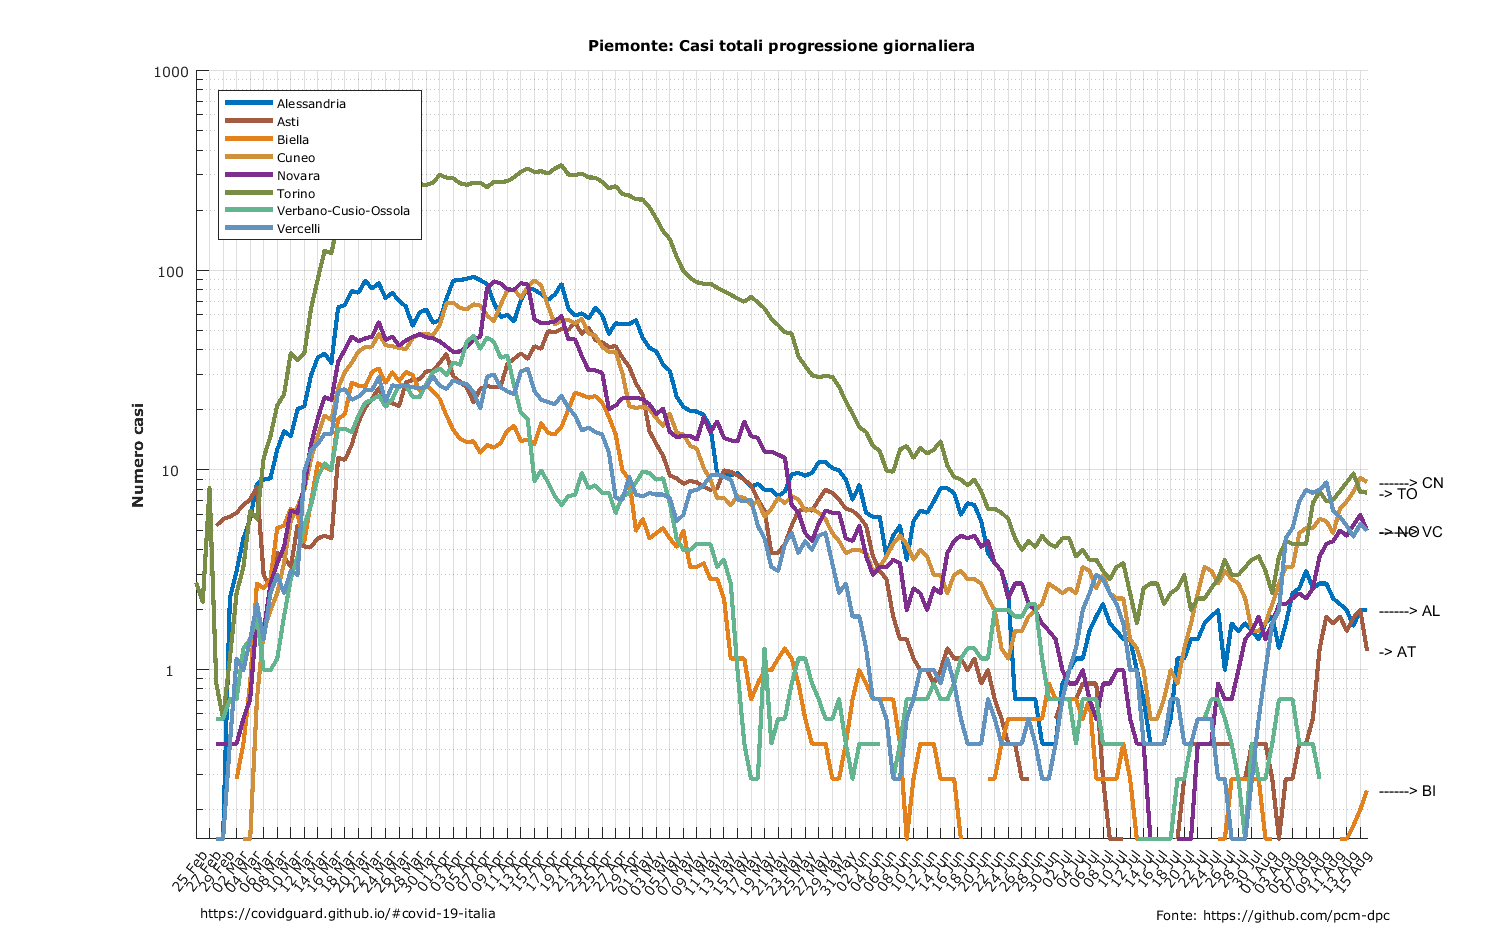 Piemonte: Casi totali progressione giornaliera
Numero casi
1000
100
10
1
Alessandria
Asti
Biella
Cuneo
Novara
Torino
Verbano-Cusio-Ossola
Vercelli
------> CN
-> TO
-> NO
------> VC
------> AL
-> AT
------> BI
25 Feb
27 Feb
29 Feb
02 Mar
04 Mar
06 Mar
08 Mar
10 Mar
12 Mar
14 Mar
16 Mar
18 Mar
20 Mar
22 Mar
24 Mar
26 Mar
28 Mar
30 Mar
01 Apr
03 Apr
05 Apr
07 Apr
09 Apr
11 Apr
13 Apr
15 Apr
17 Apr
19 Apr
21 Apr
23 Apr
25 Apr
27 Apr
29 Apr
01 May
03 May
05 May
07 May
09 May
11 May
13 May
15 May
17 May
19 May
21 May
23 May
25 May
27 May
29 May
31 May
02 Jun
04 Jun
06 Jun
08 Jun
10 Jun
12 Jun
14 Jun
16 Jun
18 Jun
20 Jun
22 Jun
24 Jun
26 Jun
28 Jun
30 Jun
02 Jul
04 Jul
06 Jul
08 Jul
10 Jul
12 Jul
14 Jul
16 Jul
18 Jul
20 Jul
22 Jul
24 Jul
26 Jul
28 Jul
30 Jul
01 Aug
03 Aug
05 Aug
07 Aug
09 Aug
11 Aug
13 Aug
15 Aug
https://covidguard.github.io/#covid-19-italia
Fonte: https://github.com/pcm-dpc